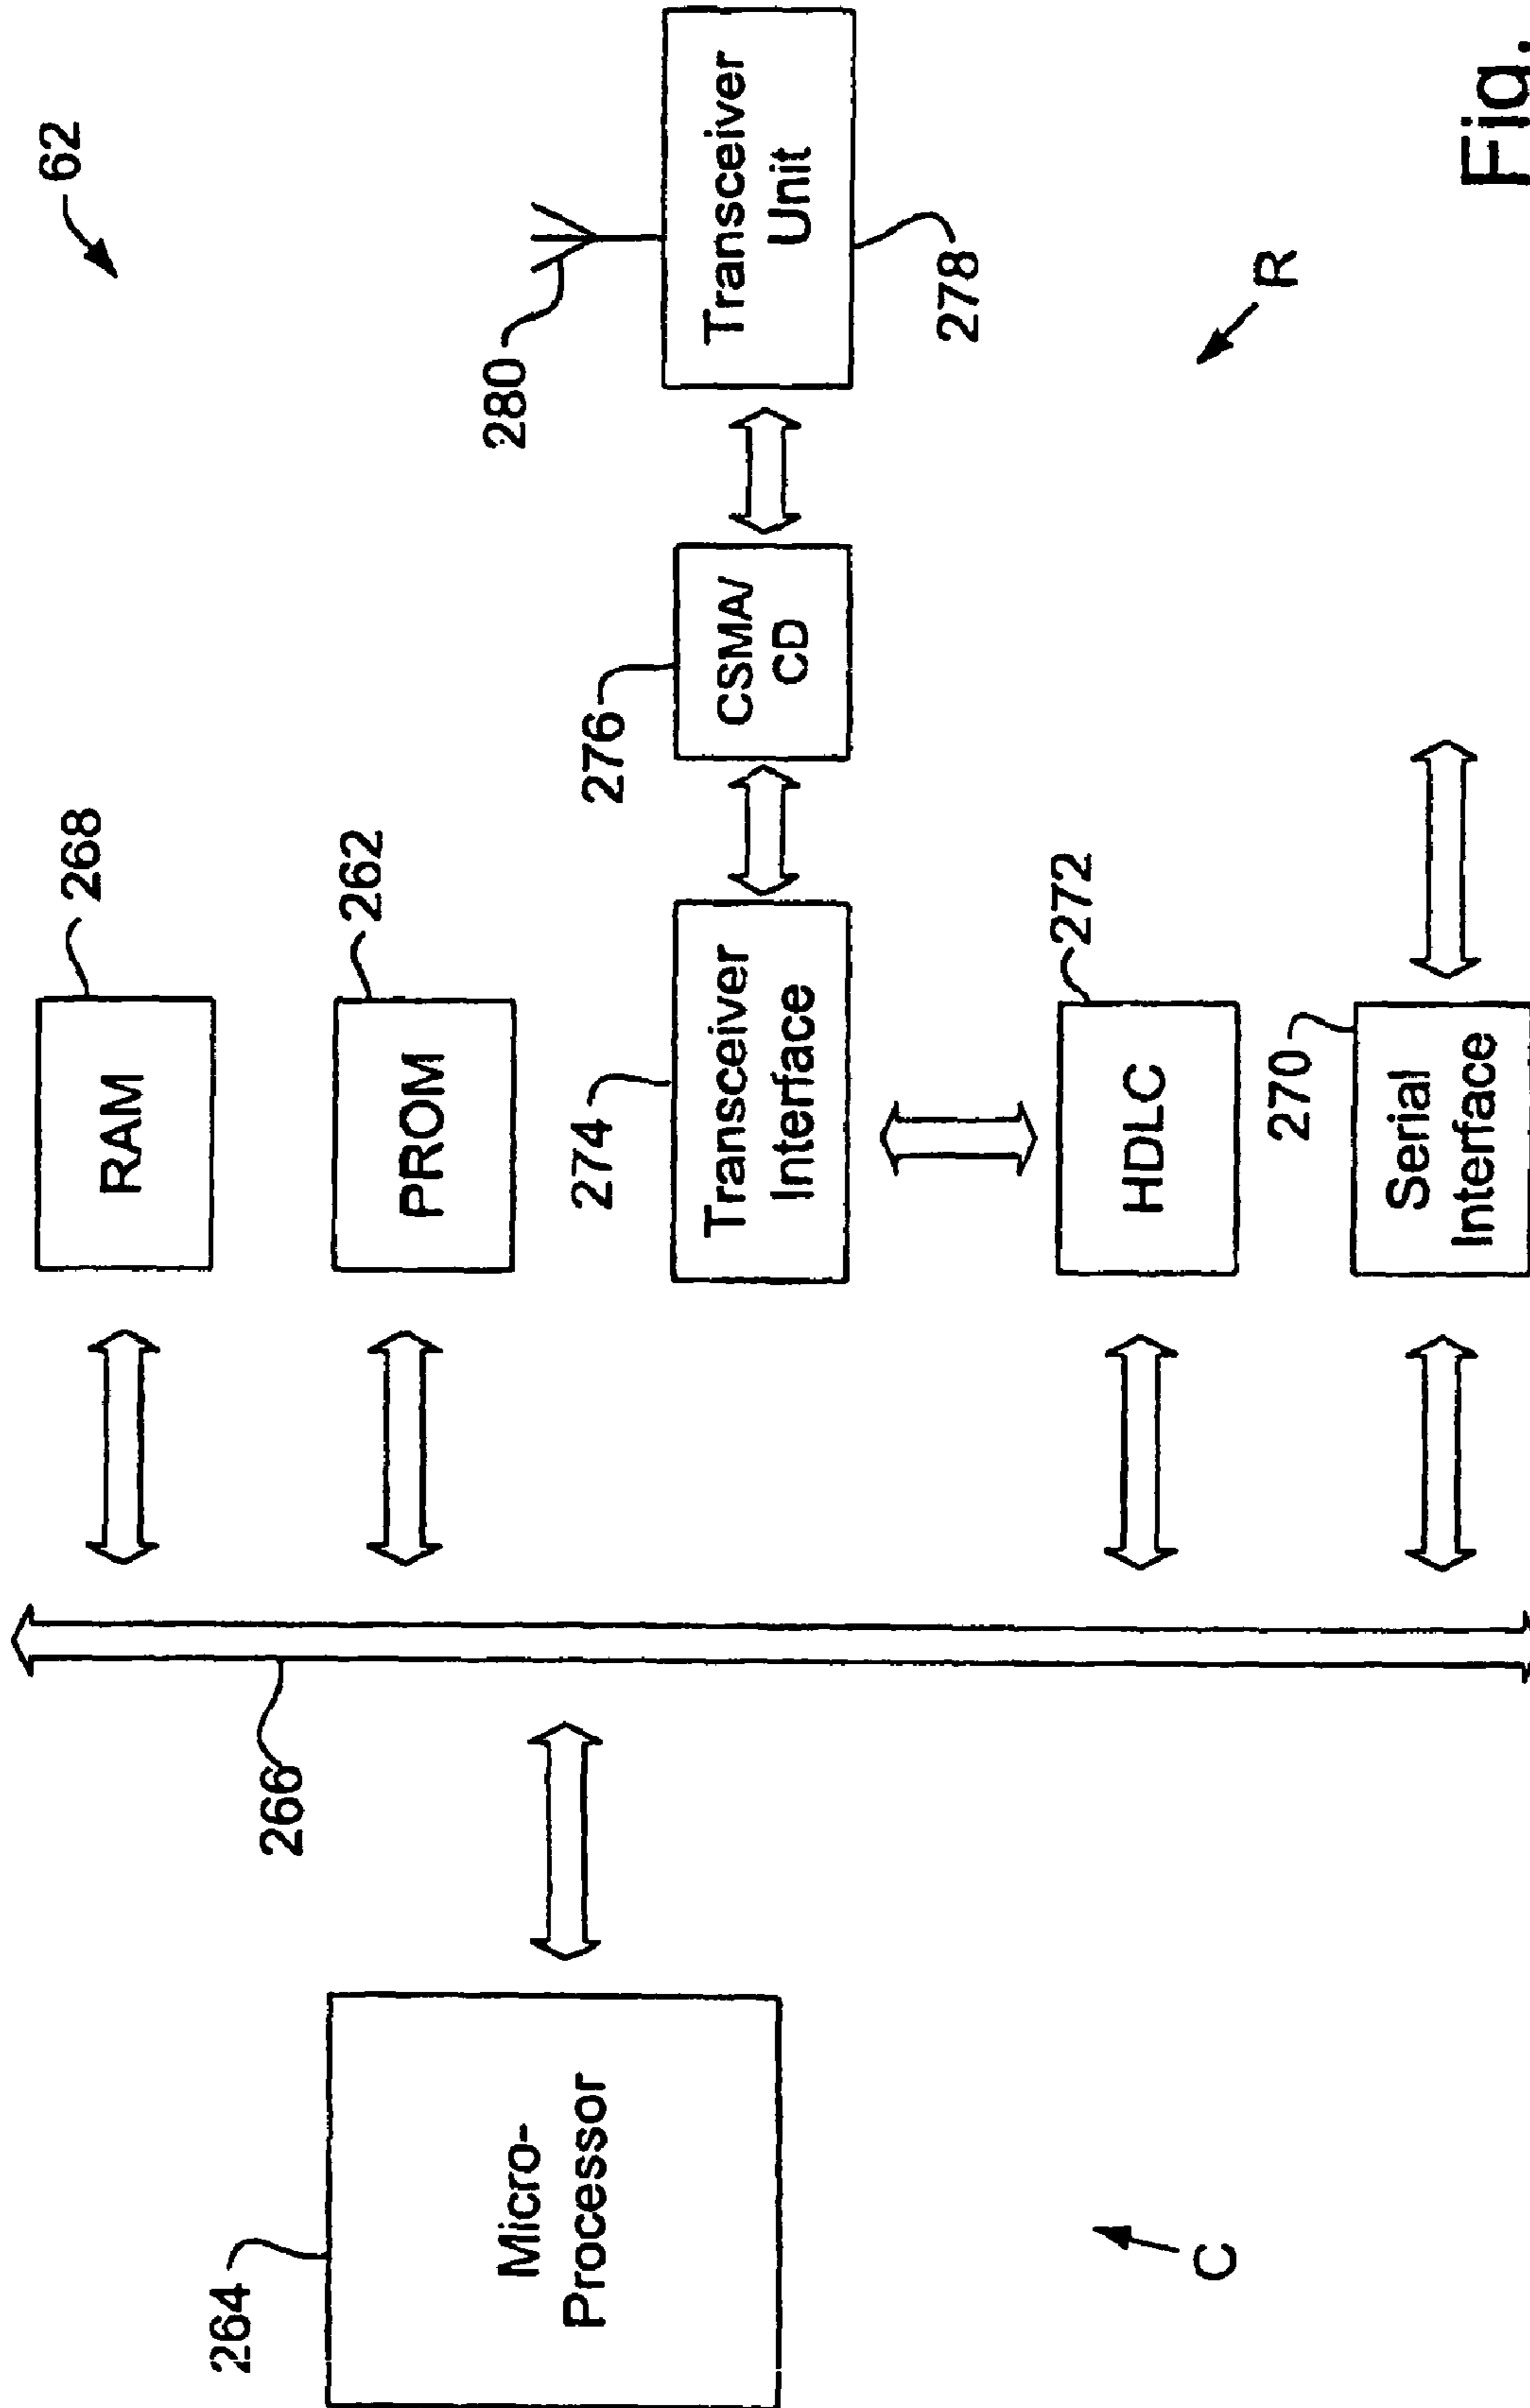 62
268
RAM
262
PROM
280
266
264
Micro-
Processor
274
Transceiver
Interface
276
CSMA/
CD
Transceiver
Unit
278
272
HDLC
270
Serial
Interface
R
C
Fig.